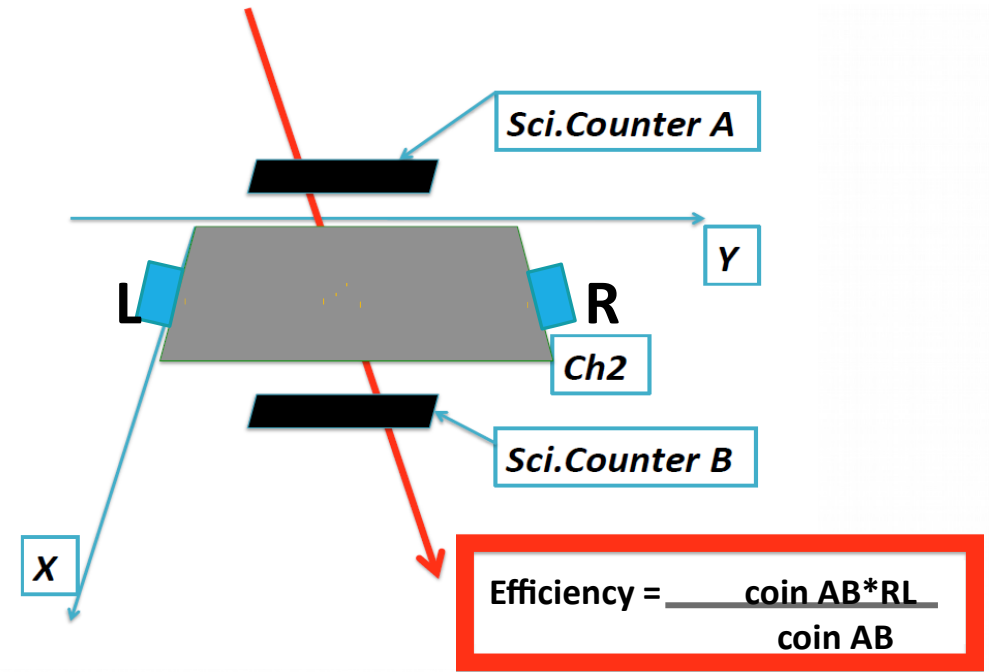 Sci.Counter A
Y
L
R
Ch2
Sci.Counter B
X
Efficiency = coin AB*RL
coin AB